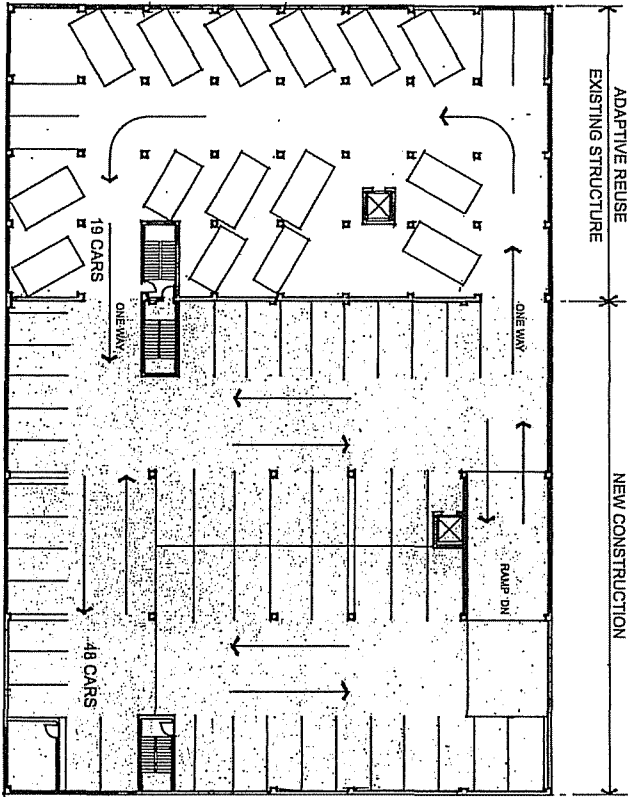 ADAPTIVE REUSE
EXISTING STRUCTURE
NEW CONSTRUCTION
19 CARS
ONE-WAY
ONE WAY
RAMP DN
48 CARS